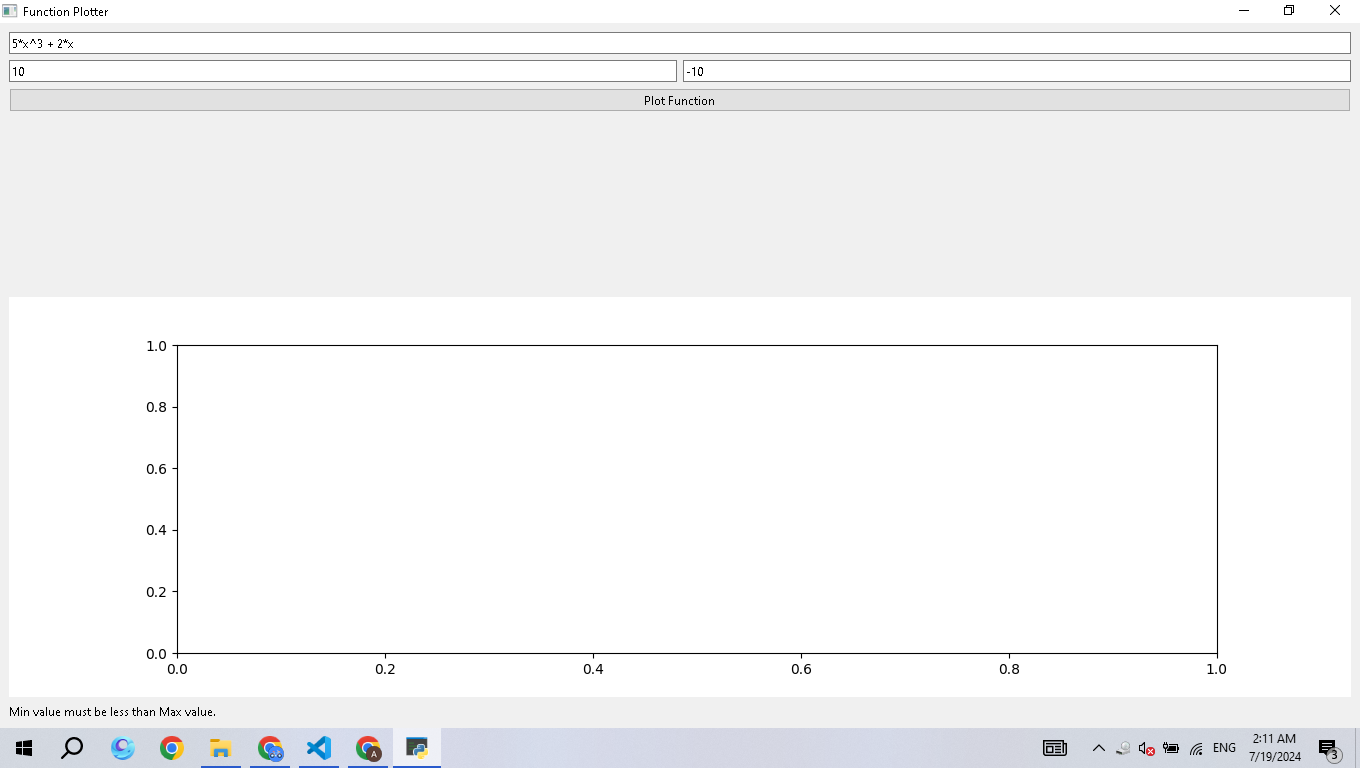 Function Plotter
5*x^3 + 2*x
10 -10
Plot Function
1.0
0.8
0.6
0.4
0.2
0.0
0.0 0.2 0.4 0.6 0.8 1.0
Min value must be less than Max value.
A
ENG
2:11 AM
7/19/2024
3